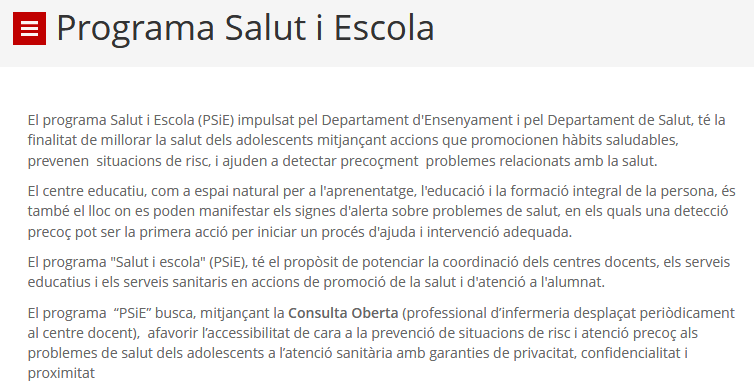 Programa Salut i Escola
El programa Salut i Escola (PSiE) impulsat pel Departament d'Ensenyament i pel Departament de Salut, té la
finalitat de millorar la salut dels adolescents mitjançant accions que promocionen hàbits saludables,
prevenen situacions de risc, i ajuden a detectar precoçment problemes relacionats amb la salut.
El centre educatiu, com a espai natural per a l'aprenentatge, l'educació i la formació integral de la persona, és
també el lloc on es poden manifestar els signes d'alerta sobre problemes de salut, en els quals una detecció
precoç pot ser la primera acció per iniciar un procés d'ajuda i intervenció adequada.
El programa "Salut i escola" (PSiE), té el propòsit de potenciar la coordinació dels centres docents, els serveis
educatius i els serveis sanitaris en accions de promoció de la salut i d'atenció a l'alumnat.
El programa “PSiE” busca, mitjançant la Consulta Oberta (professional d’infermeria desplaçat periòdicament
al centre docent), afavorir l’accessibilitat de cara a la prevenció de situacions de risc i atenció precoç als
problemes de salut dels adolescents a l’atenció sanitària amb garanties de privacitat, confidencialitat i
proximitat